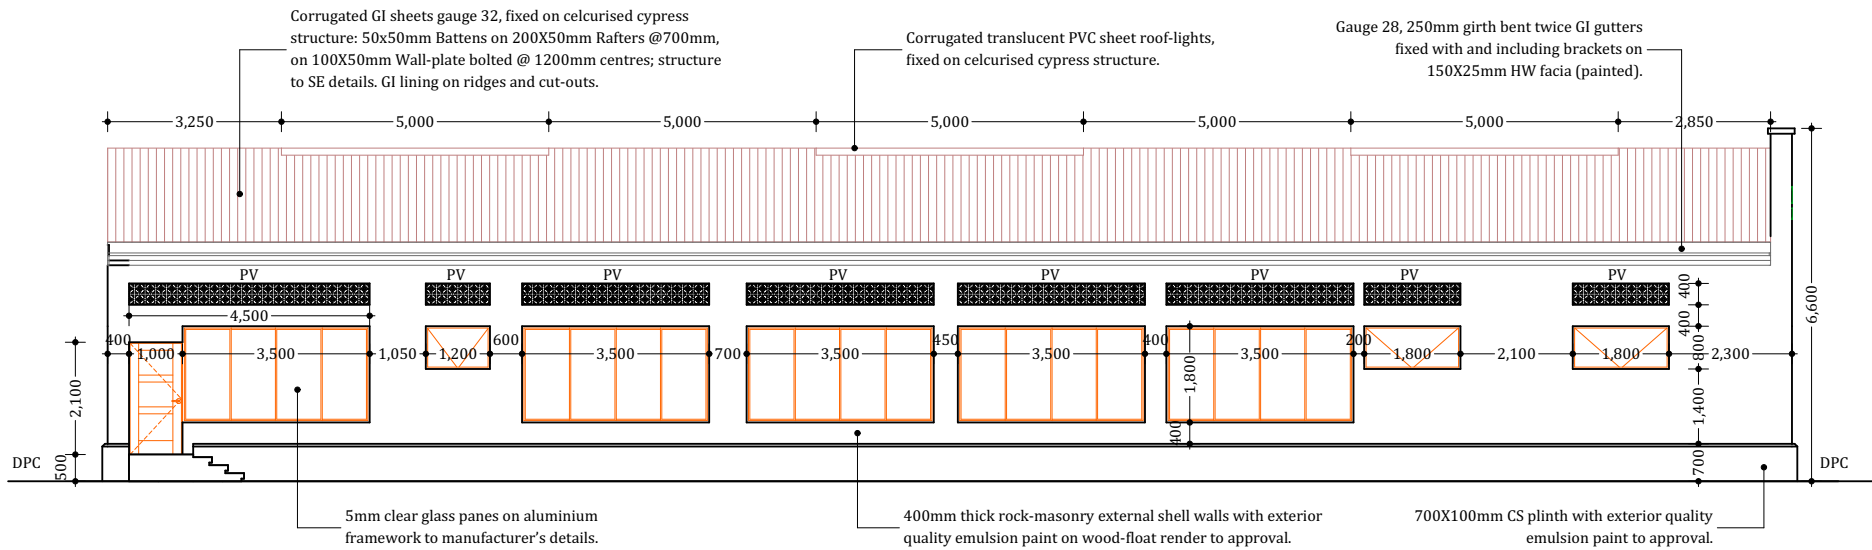 Corrugated GI sheets gauge 32, fixed on celcurised cypress
structure: 50x50mm Battens on 200X50mm Rafters @700mm,
on 100X50mm Wall-plate bolted @ 1200mm centres; structure
to SE details. GI lining on ridges and cut-outs.
Corrugated translucent PVC sheet roof-lights,
fixed on celcurised cypress structure.
Gauge 28, 250mm girth bent twice GI gutters
fixed with and including brackets on
150X25mm HW facia (painted).
3,250 5,000 5,000 5,000 5,000 5,000 2,850
PV PV PV PV PV PV PV PV
4,500
400 1,000 3,500 1,050 1,200 600 3,500 700 3,500 450 3,500 400 3,500 200 1,800 2,100 1,800 2,300
2,100
500
1,800
400
400
400
800
1,400
700
6,600
DPC
DPC
5mm clear glass panes on aluminium
framework to manufacturer's details.
400mm thick rock-masonry external shell walls with exterior
quality emulsion paint on wood-float render to approval.
700X100mm CS plinth with exterior quality
emulsion paint to approval.